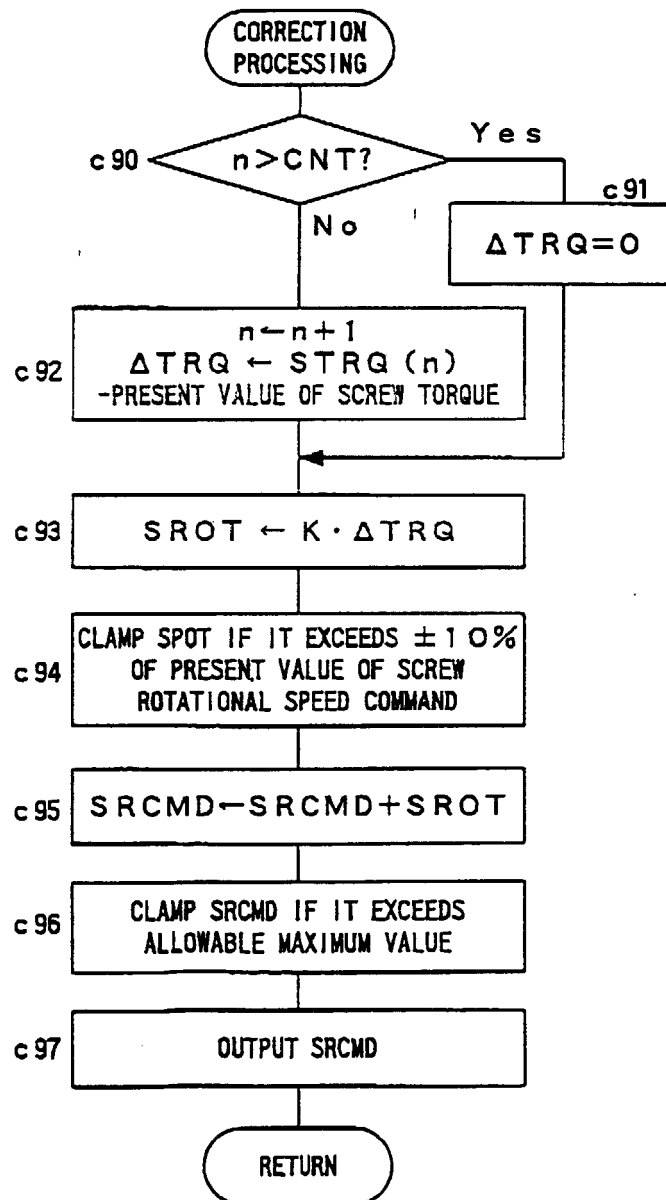 CORRECTION
PROCESSING
c90
n>CNT?
Yes
No
c91
ΔTRQ=0
c92
n←n+1
ΔTRQ ← STRQ (n)
-PRESENT VALUE OF SCREW TORQUE
c93
SROT ← K · ΔTRQ
c94
CLAMP SPOT IF IT EXCEEDS ±10%
OF PRESENT VALUE OF SCREW
ROTATIONAL SPEED COMMAND
c95
SRCMD←SRCMD+SROT
c96
CLAMP SRCMD IF IT EXCEEDS
ALLOWABLE MAXIMUM VALUE
c97
OUTPUT SRCMD
RETURN